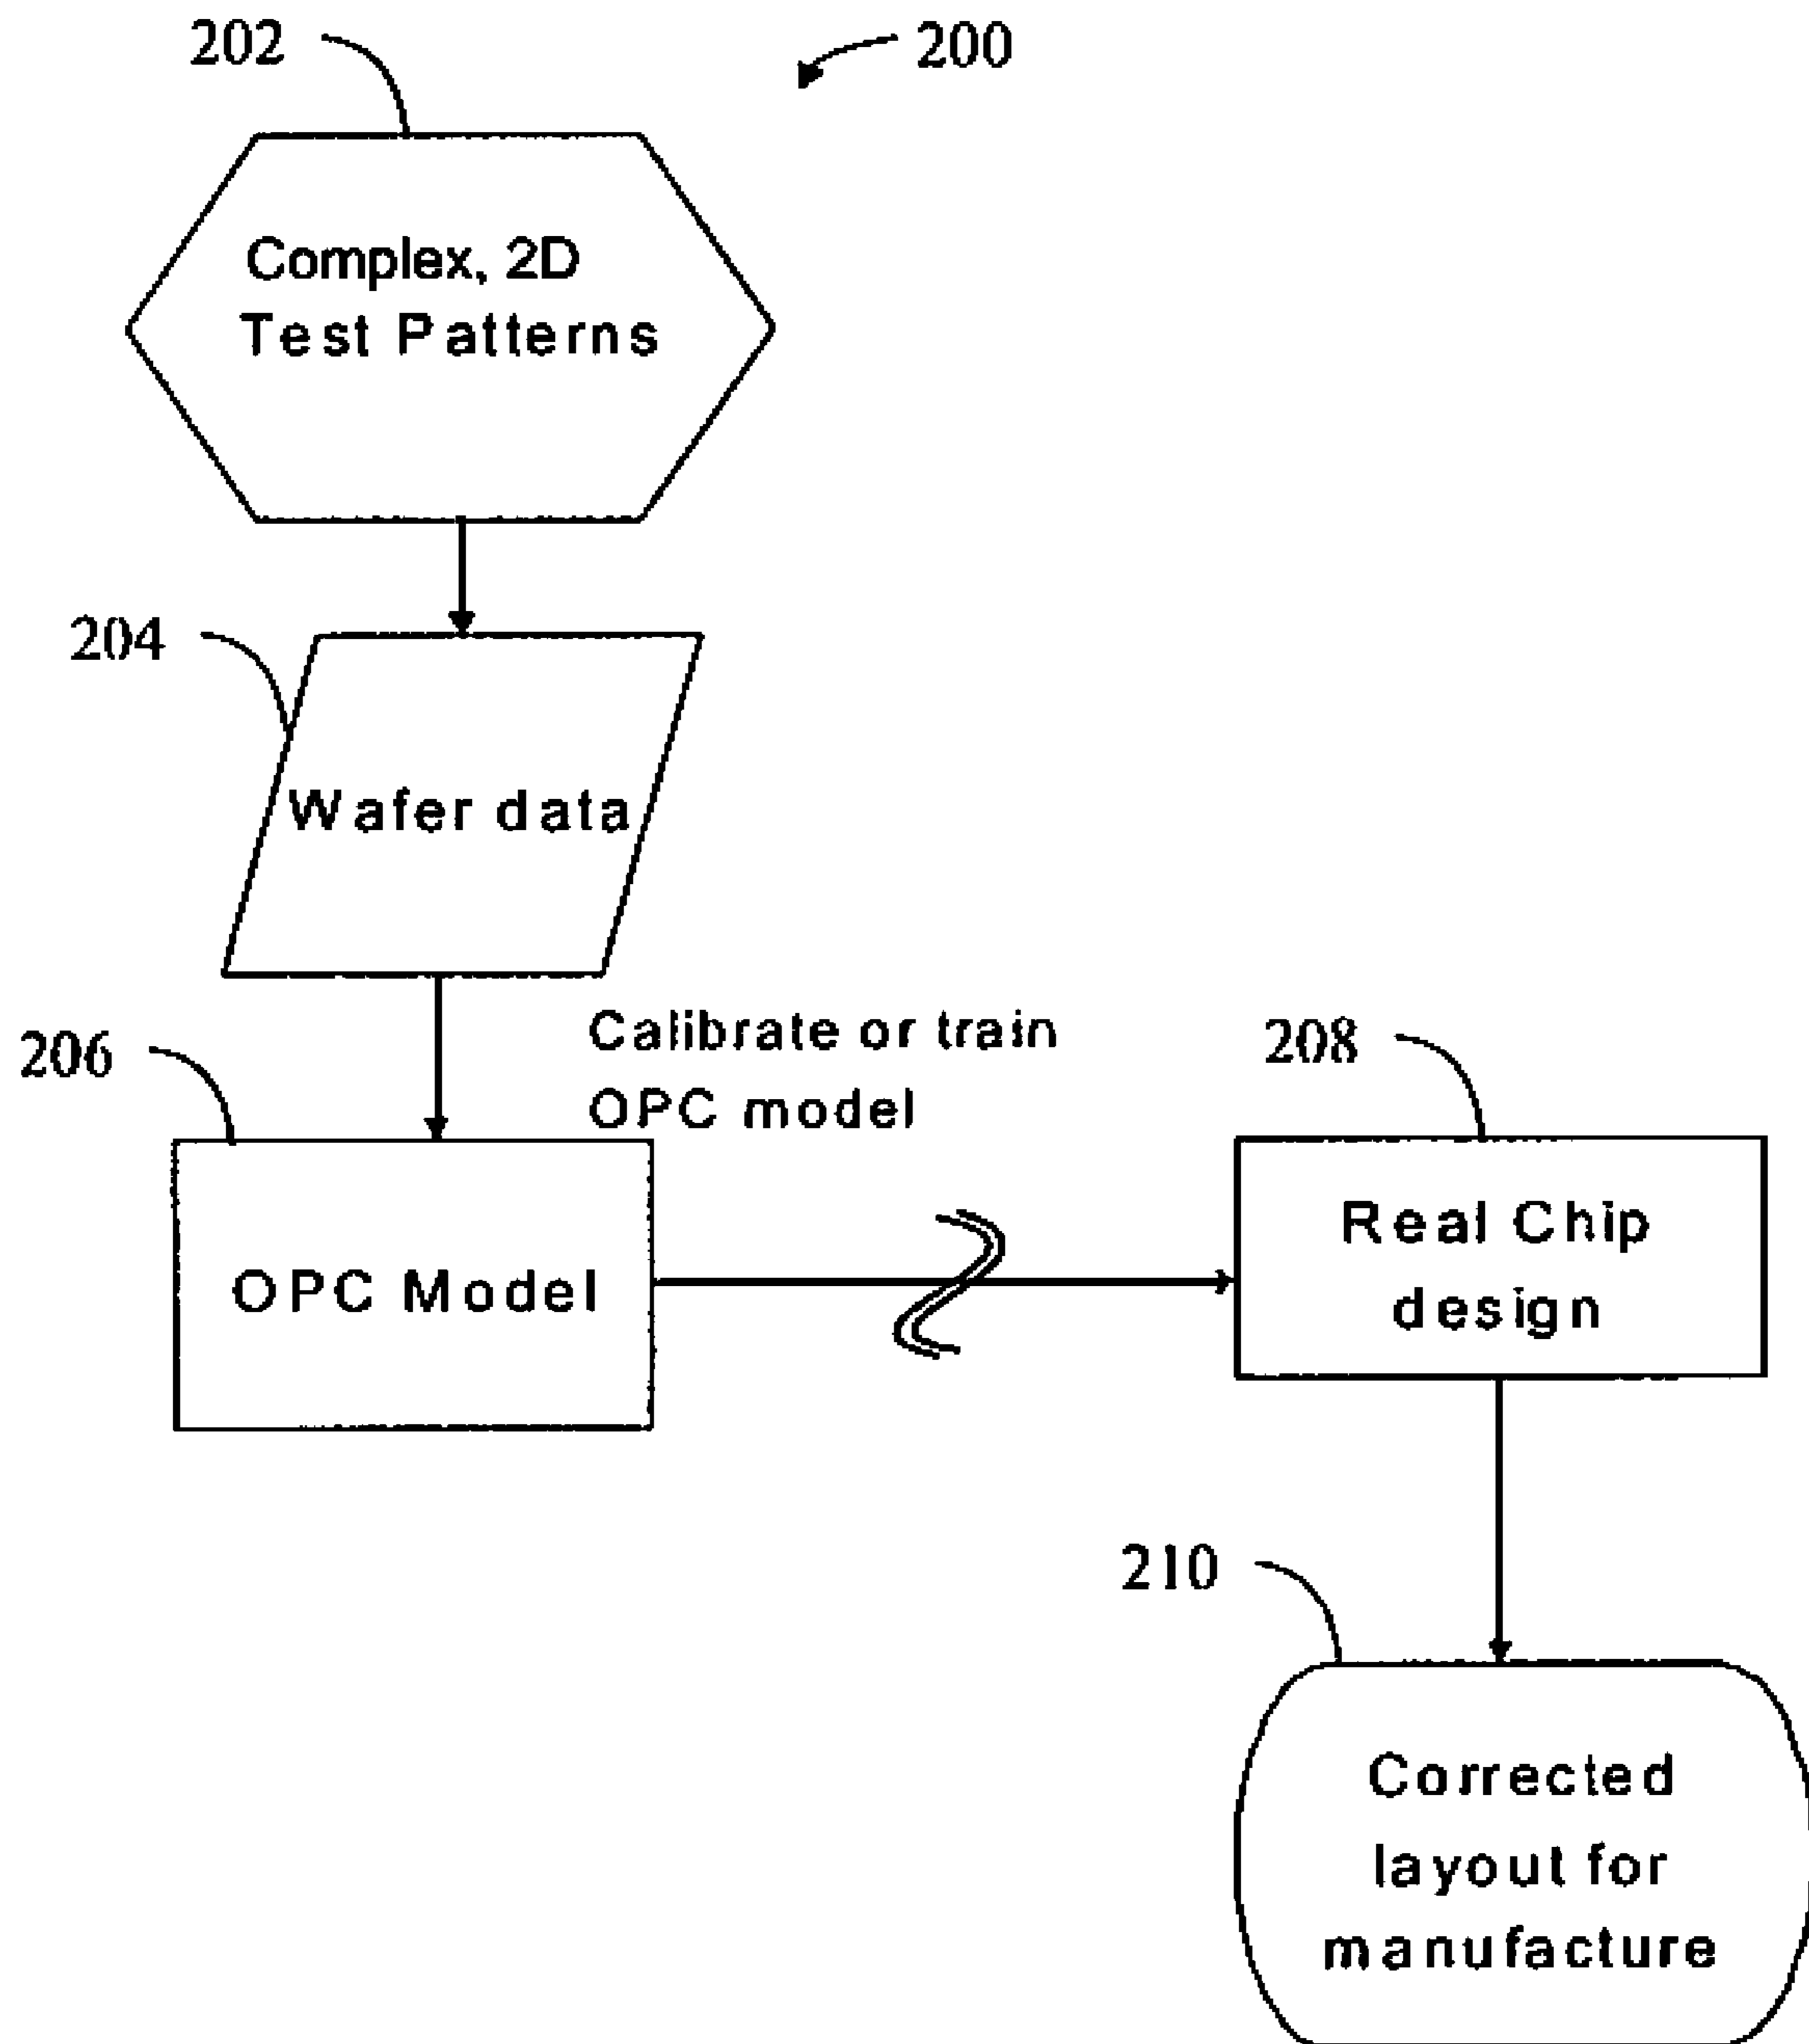 202
200
Complex, 2D
Test Patterns
204
Wafer data
206
Calibrate or train
OPC model
208
OPC Model
Real Chip
design
210
Corrected
layout for
manufacture